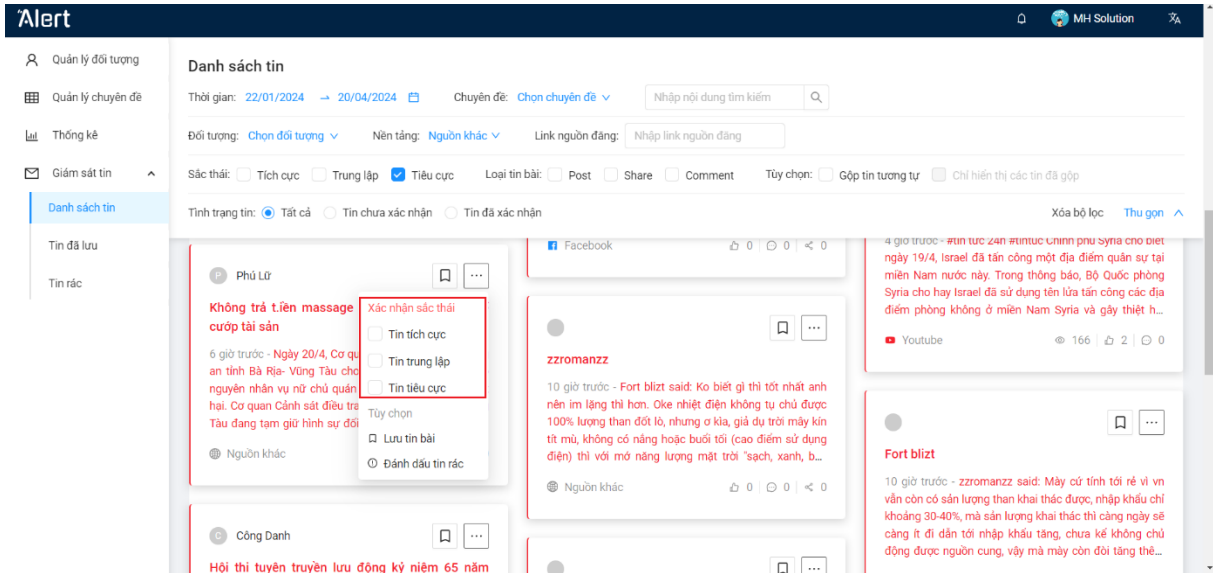 Alert
MH Solution
Quản lý đối tượng
Quản lý chuyên đề
Thống kê
Giám sát tin
Danh sách tin
Tin đã lưu
Tin rác
Danh sách tin
Thời gian: 22/01/2024 → 20/04/2024 Chuyên đề: Chọn chuyên đề Nhập nội dung tìm kiếm
Đối tượng: Chọn đối tượng Nền tảng: Nguồn khác Link nguồn đăng: Nhập link nguồn đăng
Sắc thái: Tích cực Trung lập Tiêu cực Loại tin bài: Post Share Comment Tùy chọn: Gộp tin tương tự Chỉ hiển thị các tin đã gộp
Tình trạng tin: Tất cả Tin chưa xác nhận Tin đã xác nhận Xóa bộ lọc Thu gọn
P Phú Lữ ...
Không trả t.iền massage
cướp tài sản
6 giờ trước - Ngày 20/4, Cơ qu
an tỉnh Bà Rịa- Vũng Tàu cho
nguyên nhân vụ nữ chủ quán
hại. Cơ quan Cảnh sát điều tra
Tàu đang tạm giữ hình sự đối
Nguồn khác
Xác nhận sắc thái
Tin tích cực
Tin trung lập
Tin tiêu cực
Tùy chọn
Lưu tin bài
Đánh dấu tin rác
C Công Danh ...
Hội thi tuyên truyền lưu động kỷ niệm 65 năm
Facebook 0 0 0
...
zzromanzz
10 giờ trước - Fort blizt said: Ko biết gì thì tốt nhất anh
nên im lặng thì hơn. Oke nhiệt điện không tự chủ được
100% lượng than đốt lò, nhưng ơ kìa, giả dụ trời mây kín
tít mù, không có nắng hoặc buổi tối (cao điểm sử dụng
điện) thì với mớ năng lượng mặt trời "sạch, xanh, b...
Nguồn khác 0 0 0
...
4 giờ trước - #tin tức 24h #tintuc Chính phủ Syria cho biết
ngày 19/4, Israel đã tấn công một địa điểm quân sự tại
miền Nam nước này. Trong thông báo, Bộ Quốc phòng
Syria cho hay Israel đã sử dụng tên lửa tấn công các địa
điểm phòng không ở miền Nam Syria và gây thiệt h...
Youtube 166 2 0
...
Fort blizt
10 giờ trước - zzromanzz said: Mày cứ tính tới rẻ vì vn
vẫn còn có sản lượng than khai thác được, nhập khẩu chỉ
khoảng 30-40%, mà sản lượng khai thác thì càng ngày sẽ
càng ít đi dẫn tới nhập khẩu tăng, chưa kể không chủ
động được nguồn cung, vậy mà mày còn đòi tăng thê...